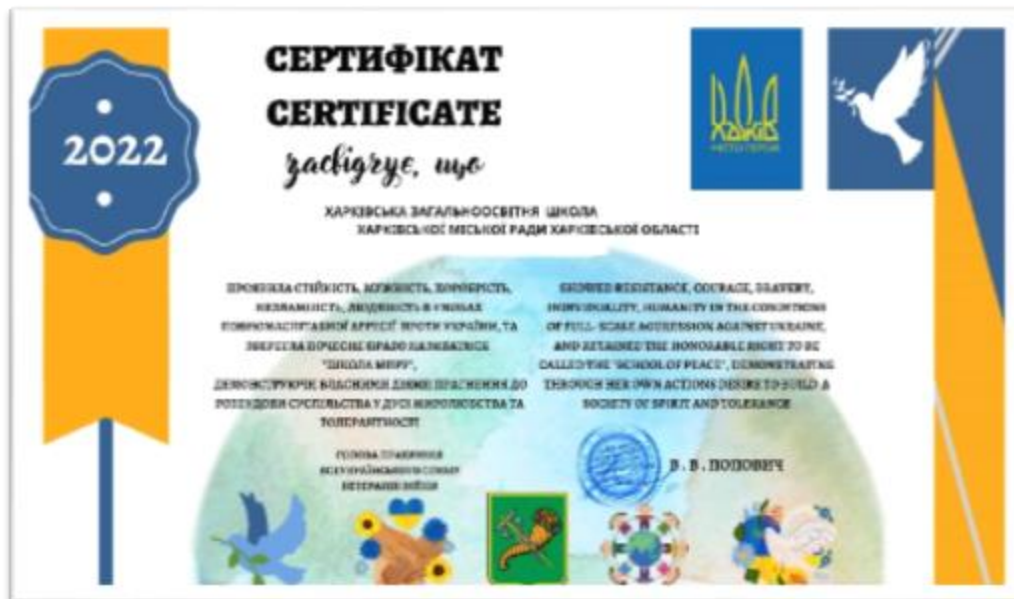 2022
СЕРТИФІКАТ
CERTIFICATE
засвідчує, що
ХАРКІВ
МІСТО ГЕРОЙ
ХАРКІВСЬКА ЗАГАЛЬНООСВІТНЯ ШКОЛА
ХАРКІВСЬКОЇ МІСЬКОЇ РАДИ ХАРКІВСЬКОЇ ОБЛАСТІ
ПРОЯВИЛА СТІЙКІСТЬ, МУЖНІСТЬ, ХОРОБРІСТЬ,
НЕЗЛАМНІСТЬ, ЛЮДЯНІСТЬ В УМОВАХ
ПОВНОМАСШТАБНОЇ АГРЕСІЇ ПРОТИ УКРАЇНИ, ТА
ЗБЕРЕГЛА ПОЧЕСНЕ ПРАВО НАЗИВАТИСЯ
"ШКОЛА МИРУ",
ДЕМОНСТРУЮЧИ ВЛАСНИМИ ДІЯМИ ПРАГНЕННЯ ДО
РОЗБУДОВИ СУСПІЛЬСТВА У ДУСІ МИРОЛЮБСТВА ТА
ТОЛЕРАНТНОСТІ
SHOWED RESISTANCE, COURAGE, BRAVERY,
INDIVIDUALITY, HUMANITY IN THE CONDITIONS
OF FULL-SCALE AGGRESSION AGAINST UKRAINE,
AND RETAINED THE HONORABLE RIGHT TO BE
CALLED THE "SCHOOL OF PEACE", DEMONSTRATING
THROUGH HER OWN ACTIONS DESIRE TO BUILD A
SOCIETY OF SPIRIT AND TOLERANCE
ГОЛОВА ПРАВЛІННЯ
ВСЕУКРАЇНСЬКОЇ СПІЛКИ
ВЕТЕРАНІВ ВІЙНИ
В. В. ПОПОВИЧ